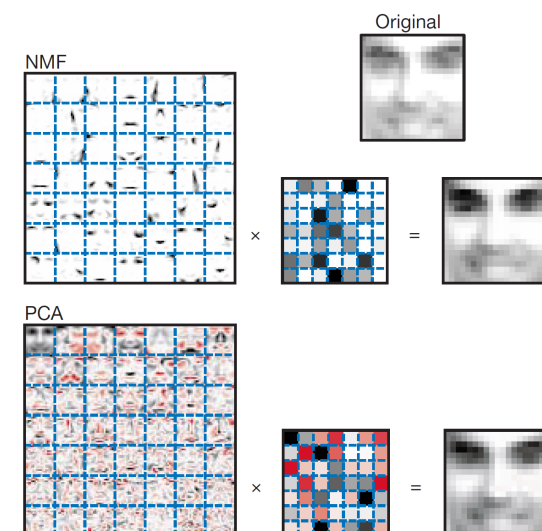 Original
NMF
×
=
PCA
×
=